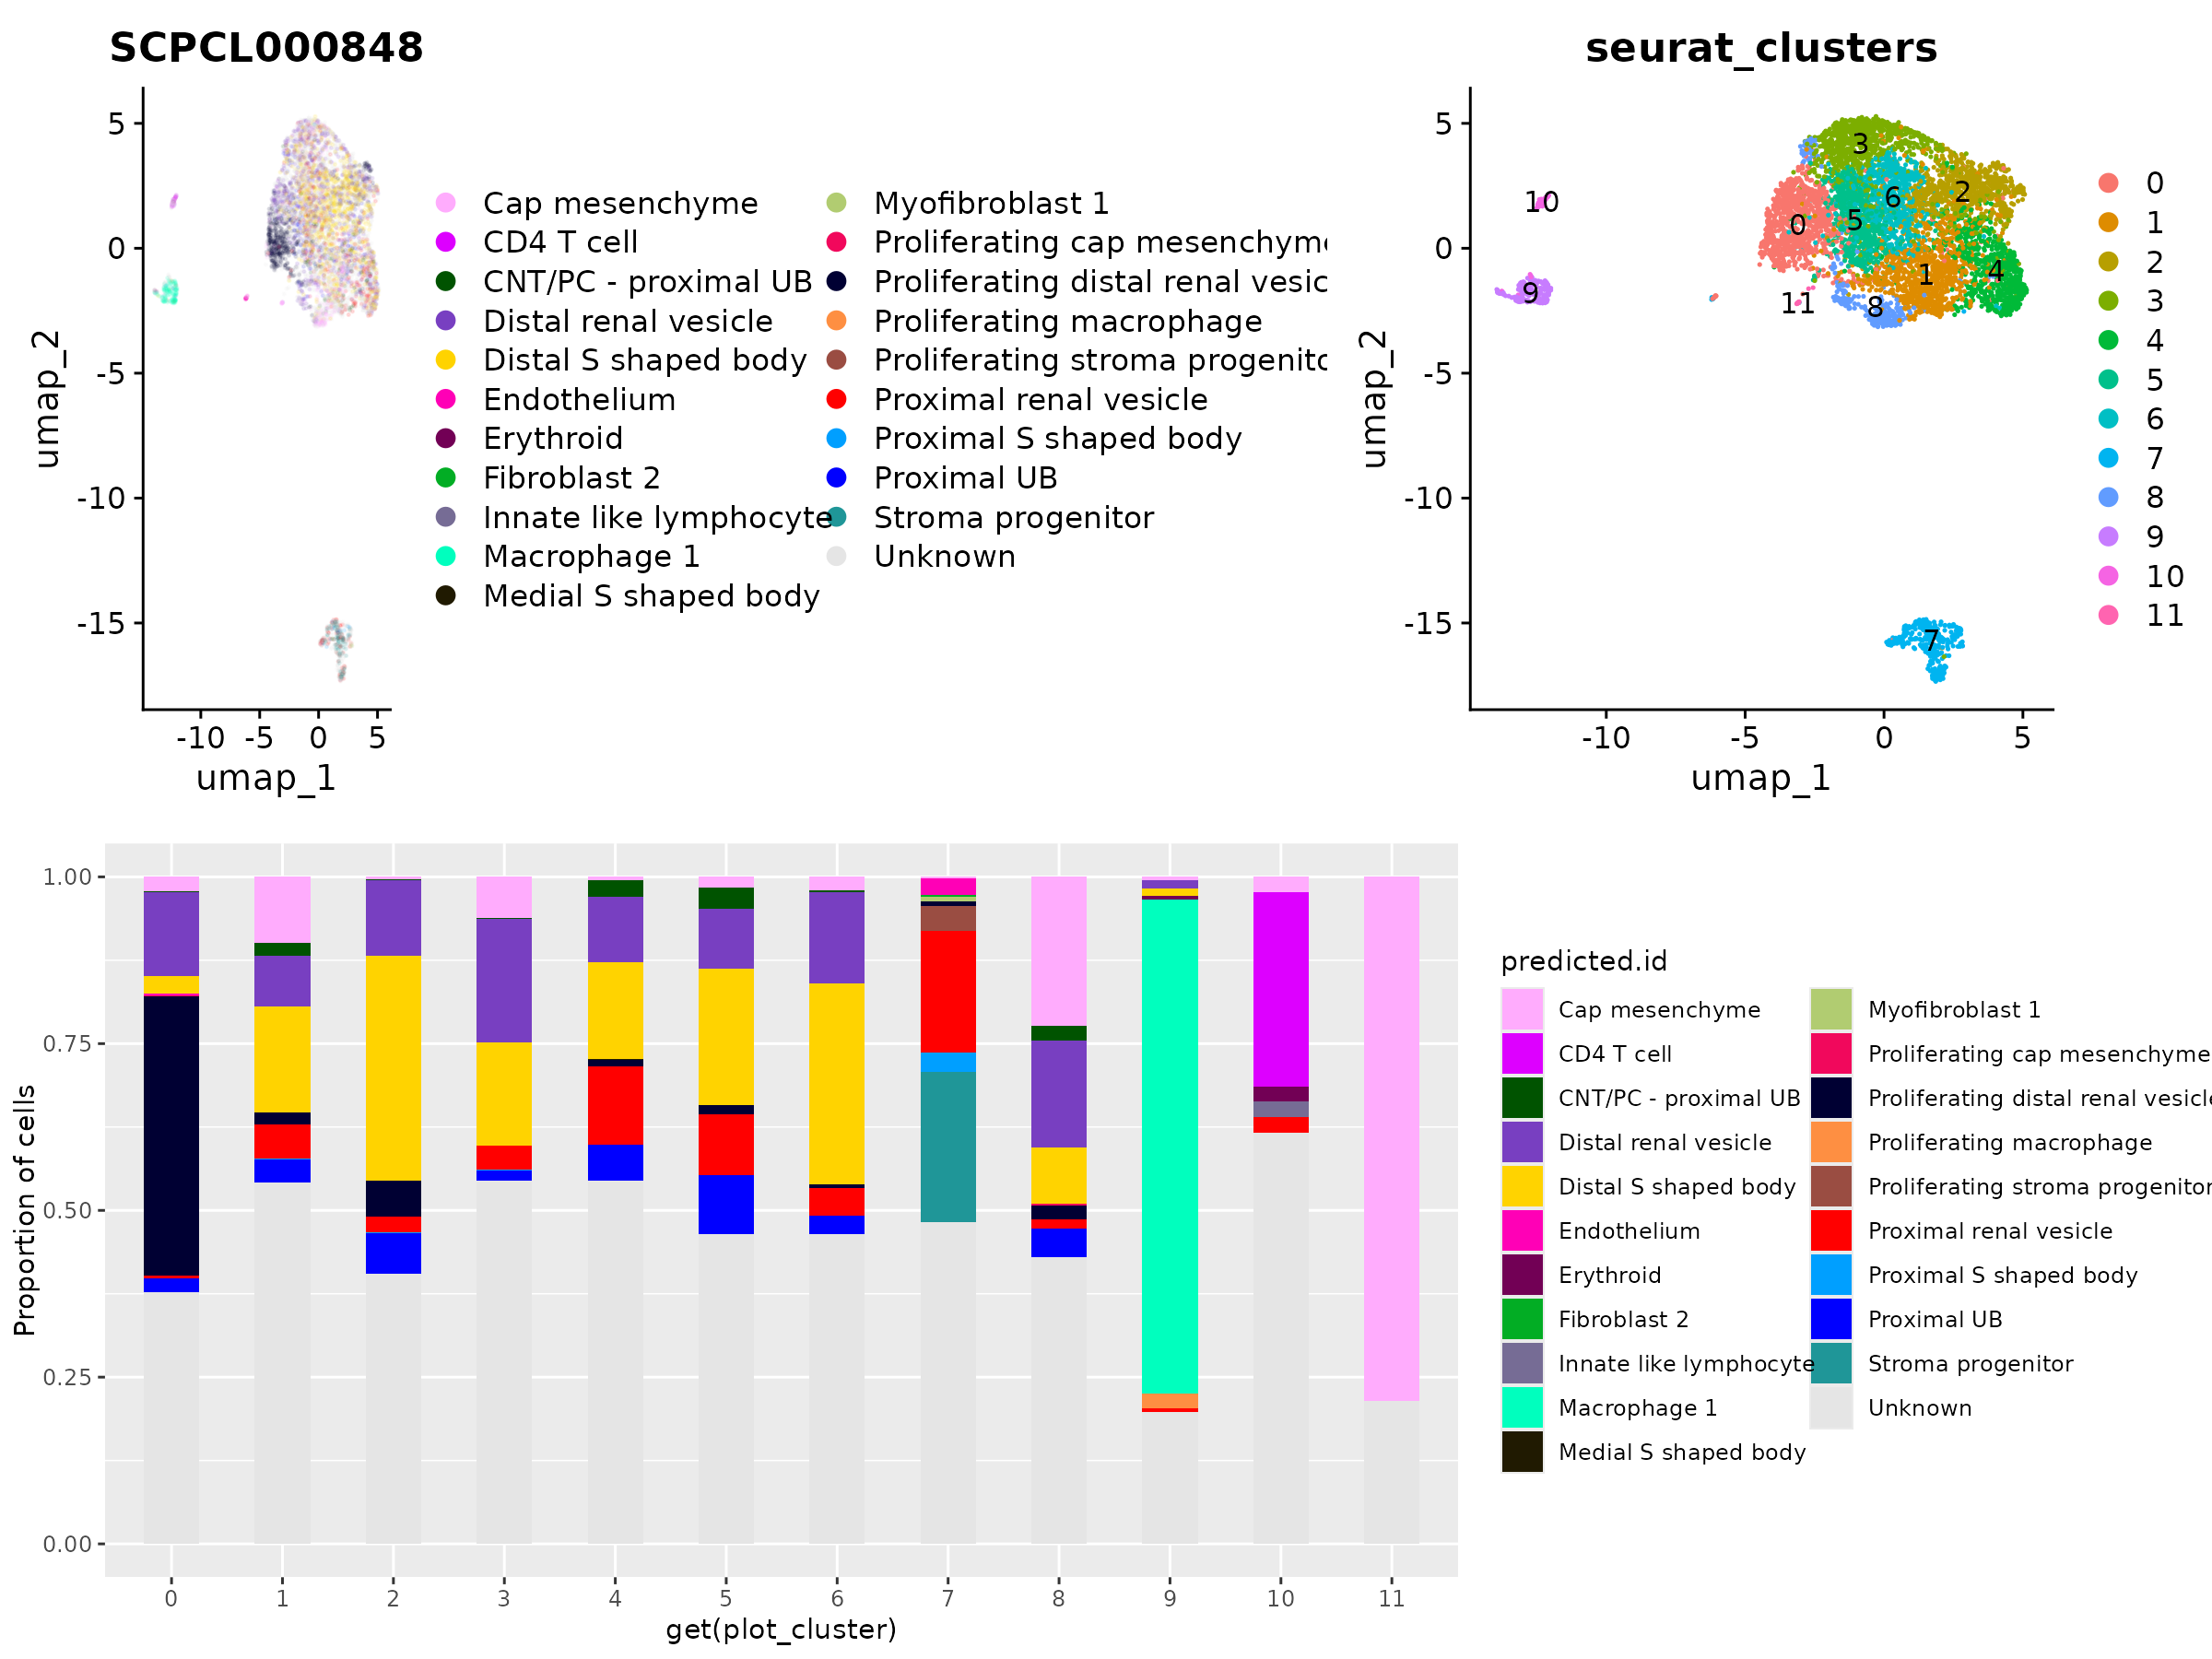 SCPCL000848
5
0
-5
-10
-15
umap_2
-10 -5 0 5
umap_1
Cap mesenchyme
CD4 T cell
CNT/PC - proximal UB
Distal renal vesicle
Distal S shaped body
Endothelium
Erythroid
Fibroblast 2
Innate like lymphocyte
Macrophage 1
Medial S shaped body
Myofibroblast 1
Proliferating cap mesenchyme
Proliferating distal renal vesic
Proliferating macrophage
Proliferating stroma progenito
Proximal renal vesicle
Proximal S shaped body
Proximal UB
Stroma progenitor
Unknown
seurat_clusters
5
0
-5
-10
-15
umap_2
3
10
6
2
5
0
1
4
9
11
8
7
-10 -5 0 5
umap_1
0
1
2
3
4
5
6
7
8
9
10
11
1.00
0.75
0.50
0.25
0.00
Proportion of cells
0 1 2 3 4 5 6 7 8 9 10 11
get(plot_cluster)
predicted.id
Cap mesenchyme
CD4 T cell
CNT/PC - proximal UB
Distal renal vesicle
Distal S shaped body
Endothelium
Erythroid
Fibroblast 2
Innate like lymphocyte
Macrophage 1
Medial S shaped body
Myofibroblast 1
Proliferating cap mesenchyme
Proliferating distal renal vesicle
Proliferating macrophage
Proliferating stroma progenitor
Proximal renal vesicle
Proximal S shaped body
Proximal UB
Stroma progenitor
Unknown